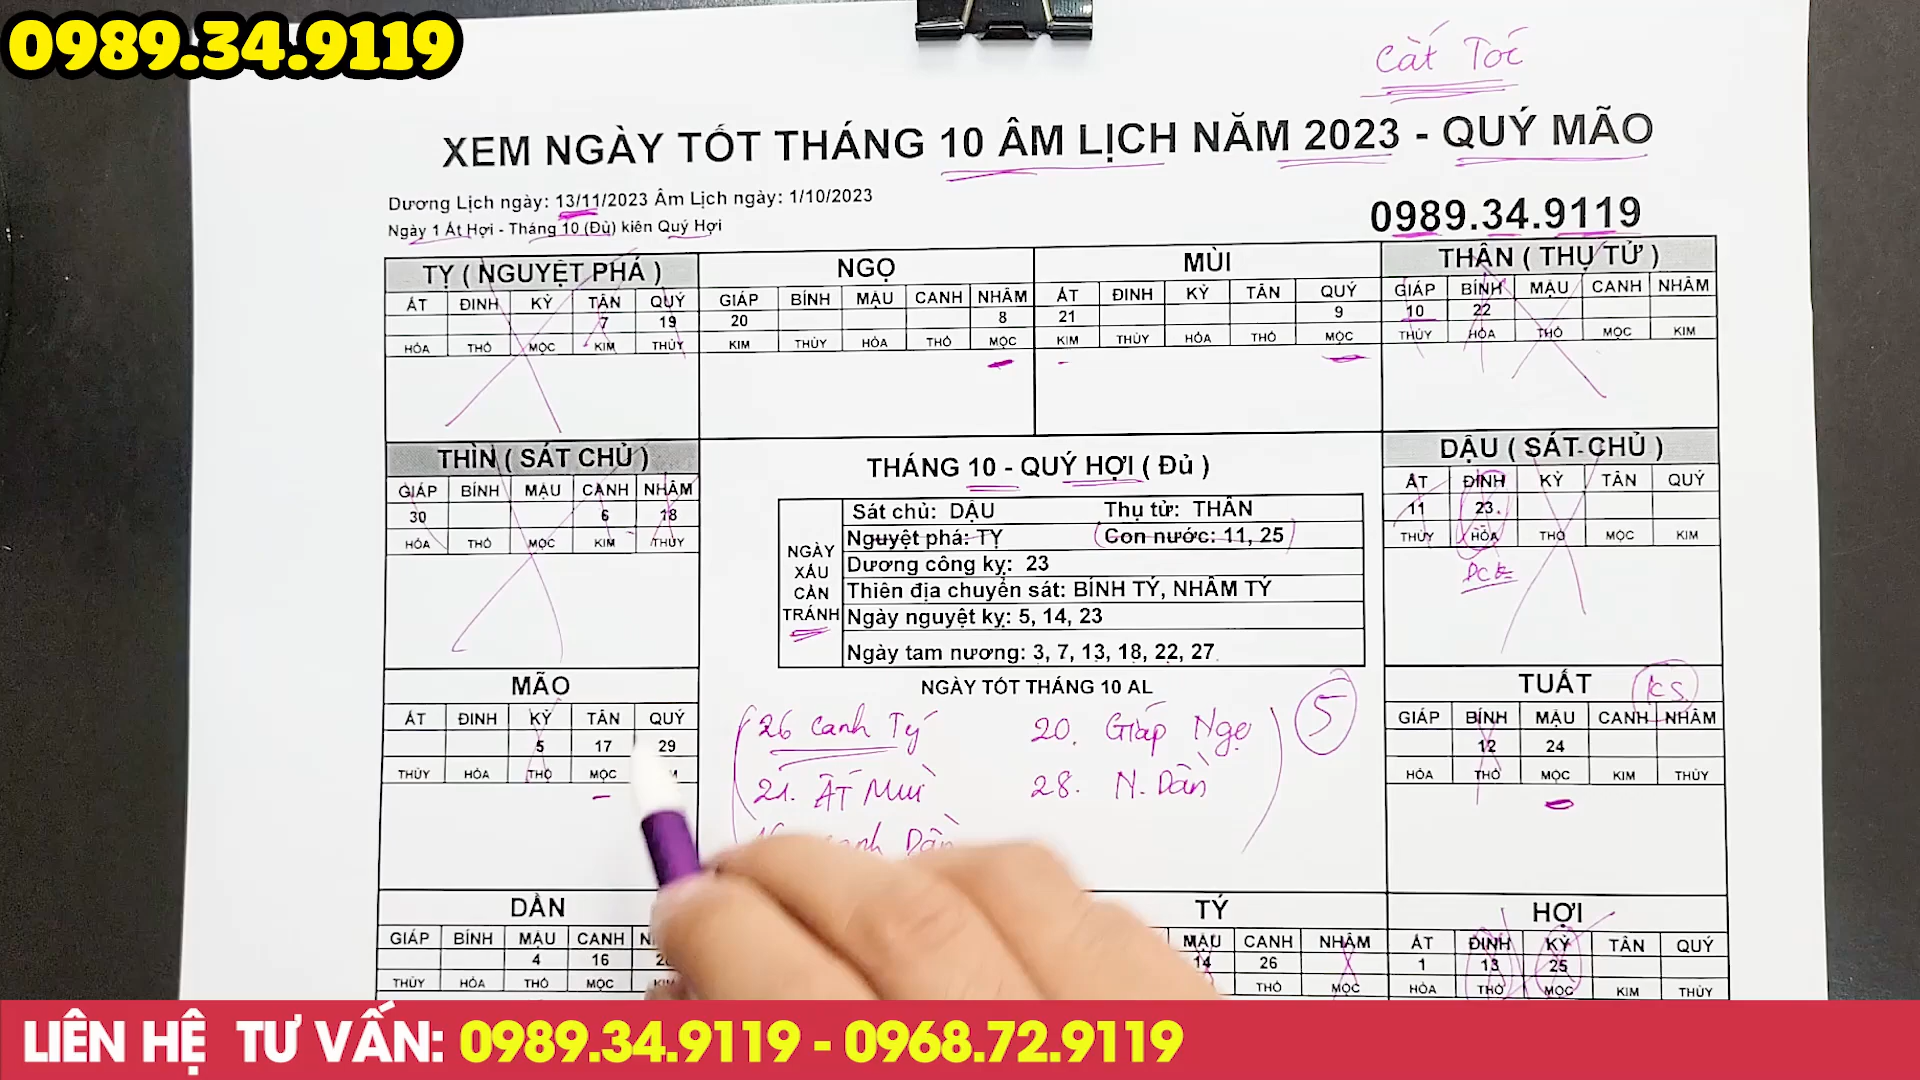 0989.34.9119
Cắt Tóc
XEM NGÀY TỐT THÁNG 10 ÂM LỊCH NĂM 2023 - QUÝ MÃO
Dương Lịch ngày: 13/11/2023 Âm Lịch ngày: 1/10/2023
0989.34.9119
Ngày 1 Ất Hợi - Tháng 10 (Đủ) kiên Quý Hợi
TỴ ( NGUYỆT PHÁ )
ẤT ĐINH KỶ TÂN QUÝ
7 19
HỎA THỔ MỘC KIM THỦY
NGỌ
GIÁP BÍNH MẬU CANH NHÂM
20 8
KIM THỦY HỎA THỔ MỘC
MÙI
ẤT ĐINH KỶ TÂN QUÝ
21 9
KIM THỦY HỎA THỔ MỘC
THÂN ( THỤ TỬ )
GIÁP BÍNH MẬU CANH NHÂM
10 22
THỦY HỎA THỔ MỘC KIM
THÌN ( SÁT CHỦ )
GIÁP BÍNH MẬU CANH NHÂM
30 6 18
HỎA THỔ MỘC KIM THỦY
THÁNG 10 - QUÝ HỢI ( Đủ )
NGÀY XẤU CẦN TRÁNH
Sát chủ: DẬU Thụ tử: THÂN
Nguyệt phá: TỴ Con nước: 11, 25
Dương công kỵ: 23
Thiên địa chuyển sát: BÍNH TÝ, NHÂM TÝ
Ngày nguyệt kỵ: 5, 14, 23
Ngày tam nương: 3, 7, 13, 18, 22, 27
DẬU ( SÁT CHỦ )
ẤT ĐINH KỶ TÂN QUÝ
11 23
THỦY HỎA THỔ MỘC KIM
DCK
MÃO
ẤT ĐINH KỶ TÂN QUÝ
5 17 29
THỦY HỎA THỔ MỘC
NGÀY TỐT THÁNG 10 AL
26 Canh Tý 20. Giáp Ngọ
21. Ất Mùi 28. N. Dần
Dần
5
TUẤT
KS
GIÁP BÍNH MẬU CANH NHÂM
12 24
HỎA THỔ MỘC KIM THỦY
DẦN
GIÁP BÍNH MẬU CANH
4 16
THỦY HỎA THỔ MỘC KIM
TÝ
MẬU CANH NHÂM
14 26
THỔ MỘC
HỢI
ẤT ĐINH KỶ TÂN QUÝ
1 13 25
HỎA THỔ MỘC KIM THỦY
LIÊN HỆ TƯ VẤN: 0989.34.9119 - 0968.72.9119